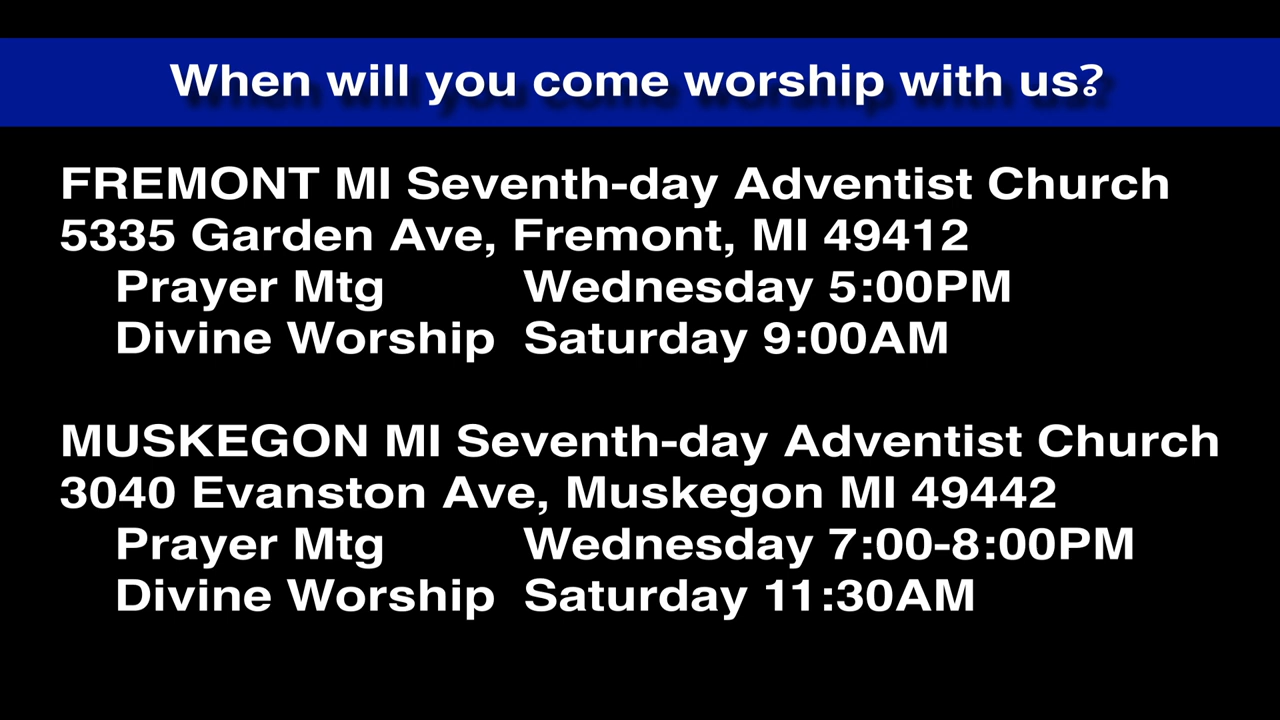 When will you come worship with us?
FREMONT MI Seventh-day Adventist Church
5335 Garden Ave, Fremont, MI 49412
Prayer Mtg Wednesday 5:00PM
Divine Worship Saturday 9:00AM
MUSKEGON MI Seventh-day Adventist Church
3040 Evanston Ave, Muskegon MI 49442
Prayer Mtg Wednesday 7:00-8:00PM
Divine Worship Saturday 11:30AM